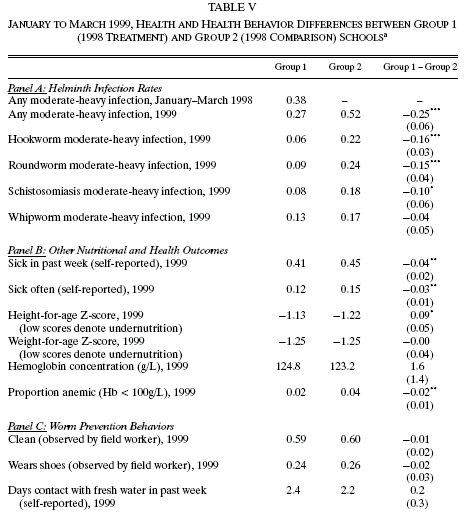 TABLE V
JANUARY TO MARCH 1999, HEALTH AND HEALTH BEHAVIOR DIFFERENCES BETWEEN GROUP 1
(1998 TREATMENT) AND GROUP 2 (1998 COMPARISON) SCHOOLSa
Group 1 Group 2 Group 1 – Group 2
Panel A: Helminth Infection Rates
Any moderate-heavy infection, January–March 1998 0.38 – –
Any moderate-heavy infection, 1999 0.27 0.52 −0.25***
(0.06)
Hookworm moderate-heavy infection, 1999 0.06 0.22 −0.16***
(0.03)
Roundworm moderate-heavy infection, 1999 0.09 0.24 −0.15***
(0.04)
Schistosomiasis moderate-heavy infection, 1999 0.08 0.18 −0.10*
(0.06)
Whipworm moderate-heavy infection, 1999 0.13 0.17 −0.04
(0.05)
Panel B: Other Nutritional and Health Outcomes
Sick in past week (self-reported), 1999 0.41 0.45 −0.04**
(0.02)
Sick often (self-reported), 1999 0.12 0.15 −0.03**
(0.01)
Height-for-age Z-score, 1999 −1.13 −1.22 0.09*
(low scores denote undernutrition) (0.05)
Weight-for-age Z-score, 1999 −1.25 −1.25 −0.00
(low scores denote undernutrition) (0.04)
Hemoglobin concentration (g/L), 1999 124.8 123.2 1.6
(1.4)
Proportion anemic (Hb < 100g/L), 1999 0.02 0.04 −0.02**
(0.01)
Panel C: Worm Prevention Behaviors
Clean (observed by field worker), 1999 0.59 0.60 −0.01
(0.02)
Wears shoes (observed by field worker), 1999 0.24 0.26 −0.02
(0.03)
Days contact with fresh water in past week 2.4 2.2 0.2
(self-reported), 1999 (0.3)